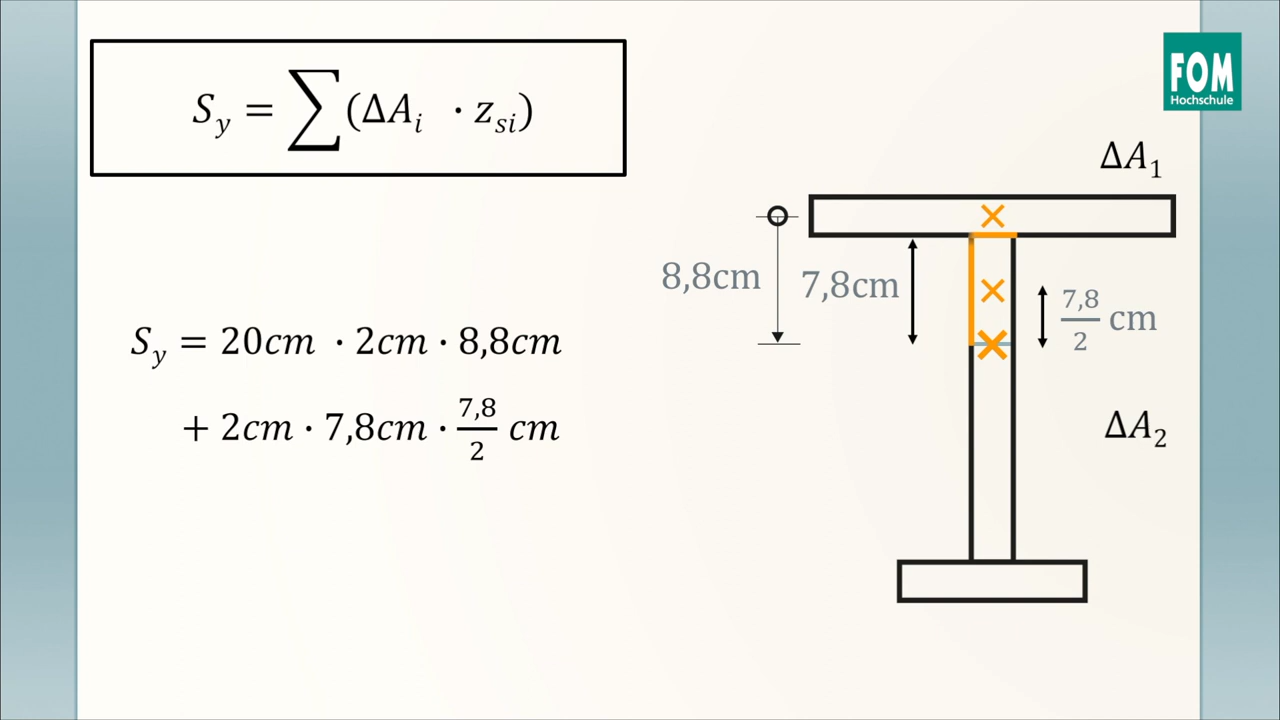 S_y = ∑(ΔA_i · z_si)
FOM
Hochschule
ΔA_1
8,8cm
7,8cm
7,8/2 cm
S_y = 20cm · 2cm · 8,8cm
+ 2cm · 7,8cm · 7,8/2 cm
ΔA_2